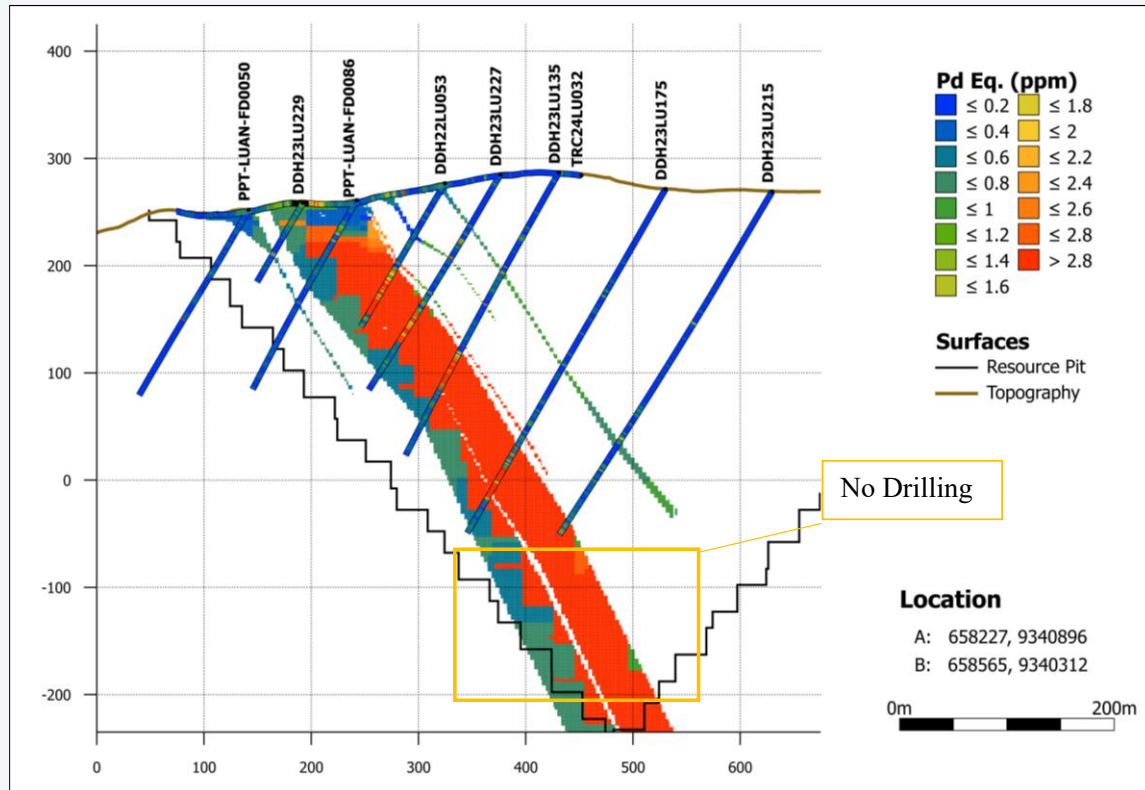 400
300
200
100
0
-100
-200
0
100
200
300
400
500
600
PPT-LUAN-FD0050
DDH23LU229
PPT-LUAN-FD0086
DDH22LU053
DDH23LU227
DDH23LU135
TRC24LU032
DDH23LU175
DDH23LU215
No Drilling
Pd Eq. (ppm)
≤ 0.2 ≤ 1.8
≤ 0.4 ≤ 2
≤ 0.6 ≤ 2.2
≤ 0.8 ≤ 2.4
≤ 1 ≤ 2.6
≤ 1.2 ≤ 2.8
≤ 1.4 > 2.8
≤ 1.6
Surfaces
Resource Pit
Topography
Location
A: 658227, 9340896
B: 658565, 9340312
0m 200m